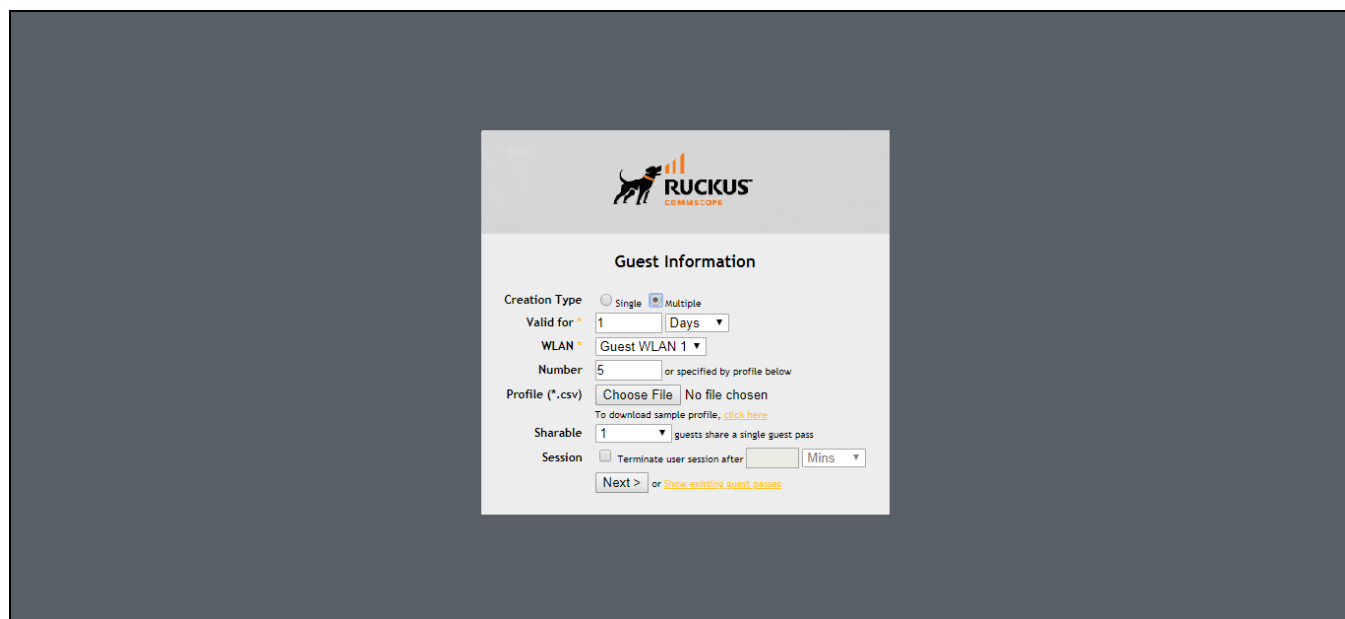 RUCKUS™
COMMSCOPE
Guest Information
Creation Type Single Multiple
Valid for * 1 Days
WLAN * Guest WLAN 1
Number 5 or specified by profile below
Profile (*.csv) Choose File No file chosen
To download sample profile, click here
Sharable 1 guests share a single guest pass
Session Terminate user session after Mins
Next > or Show existing guest passes